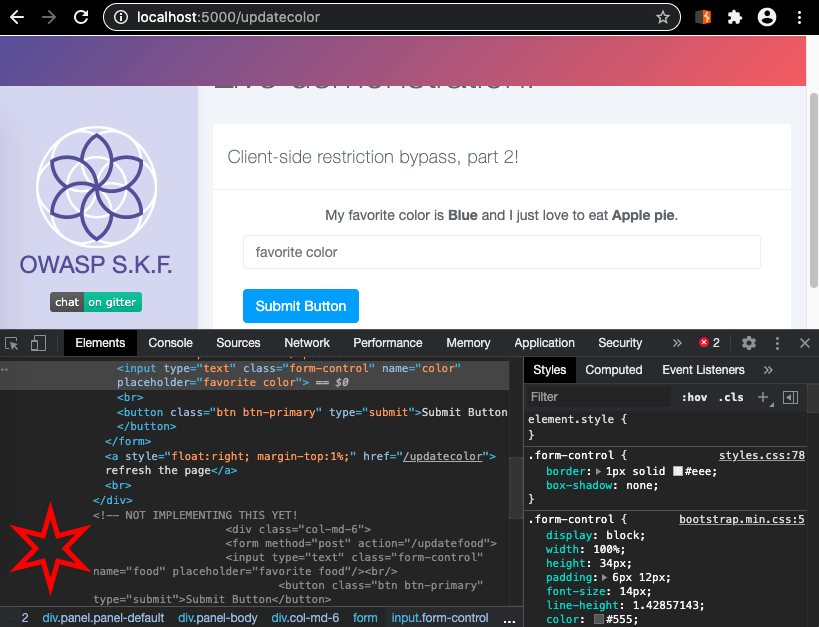 localhost:5000/updatecolor
Live demonstration!
Client-side restriction bypass, part 2!
My favorite color is Blue and I just love to eat Apple pie.
favorite color
Submit Button
OWASP S.K.F.
chat on gitter
Elements Console Sources Network Performance Memory Application Security » 2
<input type="text" class="form-control" name="color"
placeholder="favorite color"> == $0
<br>
<button class="btn btn-primary" type="submit">Submit Button
</button>
</form>
<a style="float:right; margin-top:1%;" href="/updatecolor">
refresh the page</a>
<br>
</div>
<!-- NOT IMPLEMENTING THIS YET!
<div class="col-md-6">
<form method="post" action="/updatefood">
<input type="text" class="form-control"
name="food" placeholder="favorite food"/><br/>
<button class="btn btn-primary"
type="submit">Submit Button</button>
2 div.panel.panel-default div.panel-body div.col-md-6 form input.form-control ...
Styles Computed Event Listeners »
Filter :hov .cls +
element.style {
}
.form-control { styles.css:78
border: 1px solid #eee;
box-shadow: none;
}
.form-control { bootstrap.min.css:5
display: block;
width: 100%;
height: 34px;
padding: 6px 12px;
font-size: 14px;
line-height: 1.42857143;
color: #555;